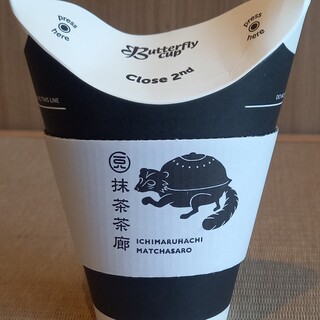 press
here
press
here
Butterfly
cup
Close 2nd
抹茶茶廊
ICHIMARUHACHI
MATCHASARO